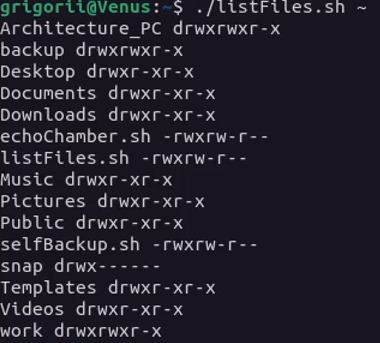 grigorii@Venus:~$ ./listFiles.sh ~
Architecture_PC drwxrwxr-x
backup drwxrwxr-x
Desktop drwxr-xr-x
Documents drwxr-xr-x
Downloads drwxr-xr-x
echoChamber.sh -rwxrw-r--
listFiles.sh -rwxrw-r--
Music drwxr-xr-x
Pictures drwxr-xr-x
Public drwxr-xr-x
selfBackup.sh -rwxrw-r--
snap drwx------
Templates drwxr-xr-x
Videos drwxr-xr-x
work drwxrwxr-x